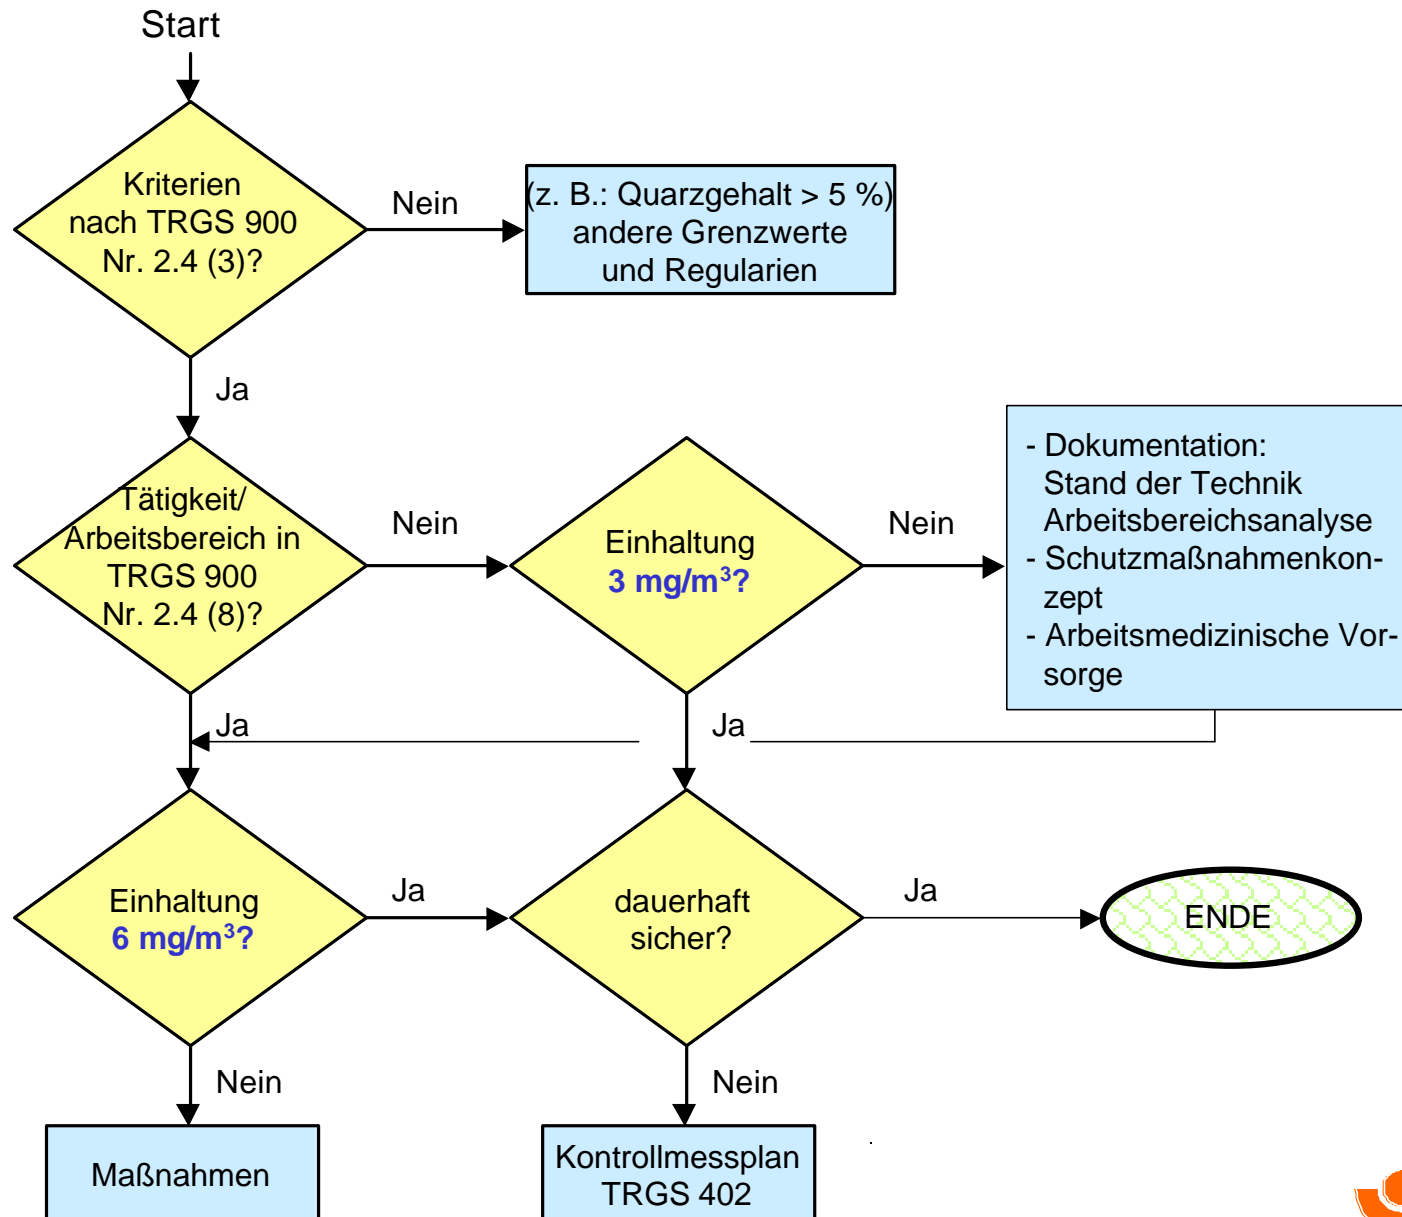 Start
Kriterien
nach TRGS 900
Nr. 2.4 (3)?
Nein
(z. B.: Quarzgehalt > 5 %)
andere Grenzwerte
und Regularien
Ja
Tätigkeit/
Arbeitsbereich in
TRGS 900
Nr. 2.4 (8)?
Nein
Einhaltung
3 mg/m³?
Nein
- Dokumentation:
Stand der Technik
Arbeitsbereichsanalyse
- Schutzmaßnahmenkon-
zept
- Arbeitsmedizinische Vor-
sorge
Ja
Ja
Einhaltung
6 mg/m³?
Ja
dauerhaft
sicher?
Ja
ENDE
Nein
Nein
Maßnahmen
Kontrollmessplan
TRGS 402